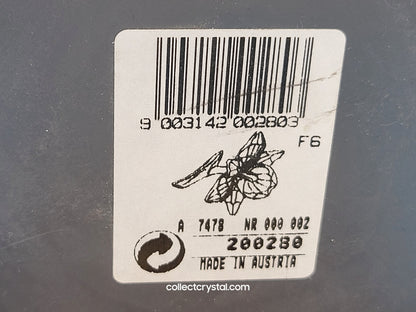 9 003142 002803
F6
A 7478 NR 000 002
200280
MADE IN AUSTRIA
collectcrystal.com